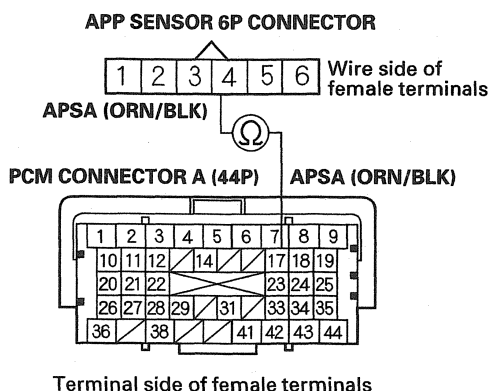 APP SENSOR 6P CONNECTOR
1 2 3 4 5 6
Wire side of
female terminals
APSA (ORN/BLK)
Ω
PCM CONNECTOR A (44P)
APSA (ORN/BLK)
1 2 3 4 5 6 7 8 9
10 11 12 14 17 18 19
20 21 22 23 24 25
26 27 28 29 31 33 34 35
36 38 41 42 43 44
Terminal side of female terminals